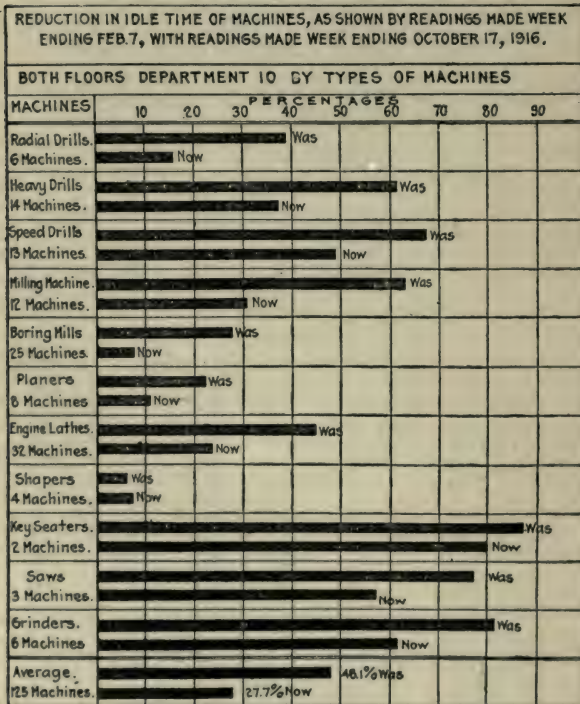 REDUCTION IN IDLE TIME OF MACHINES, AS SHOWN BY READINGS MADE WEEK
ENDING FEB.7, WITH READINGS MADE WEEK ENDING OCTOBER 17, 1916.
BOTH FLOORS DEPARTMENT 10 BY TYPES OF MACHINES
MACHINES PERCENTAGES
10 20 30 40 50 60 70 80 90
Radial Drills. Was
6 Machines. Now
Heavy Drills Was
14 Machines. Now
Speed Drills Was
13 Machines. Now
Milling Machine. Was
12 Machines. Now
Boring Mills Was
25 Machines. Now
Planers Was
8 Machines Now
Engine Lathes. Was
32 Machines. Now
Shapers Was
4 Machines. Now
Key Seaters. Was
2 Machines. Now
Saws Was
3 Machines. Now
Grinders. Was
6 Machines Now
Average. 48.1% Was
125 Machines. 27.7% Now